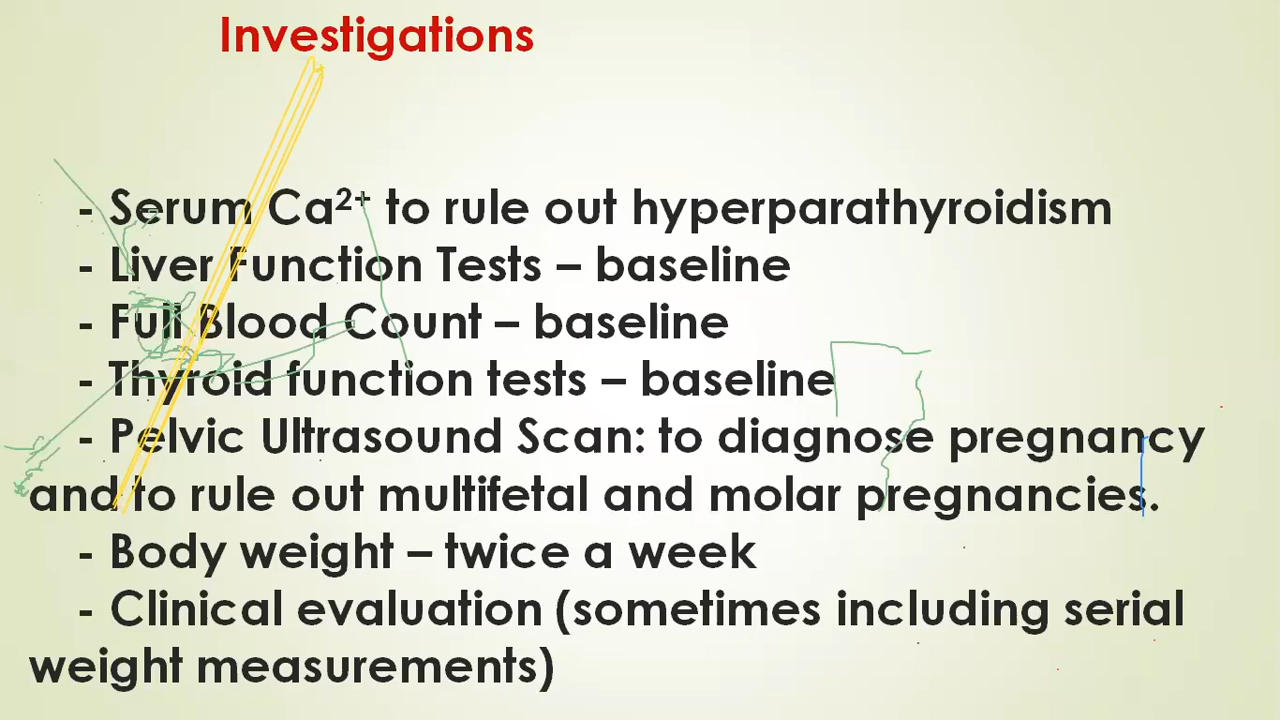 Investigations
- Serum Ca²⁺ to rule out hyperparathyroidism
- Liver Function Tests – baseline
- Full Blood Count – baseline
- Thyroid function tests – baseline
- Pelvic Ultrasound Scan: to diagnose pregnancy
and to rule out multifetal and molar pregnancies.
- Body weight – twice a week
- Clinical evaluation (sometimes including serial
weight measurements)